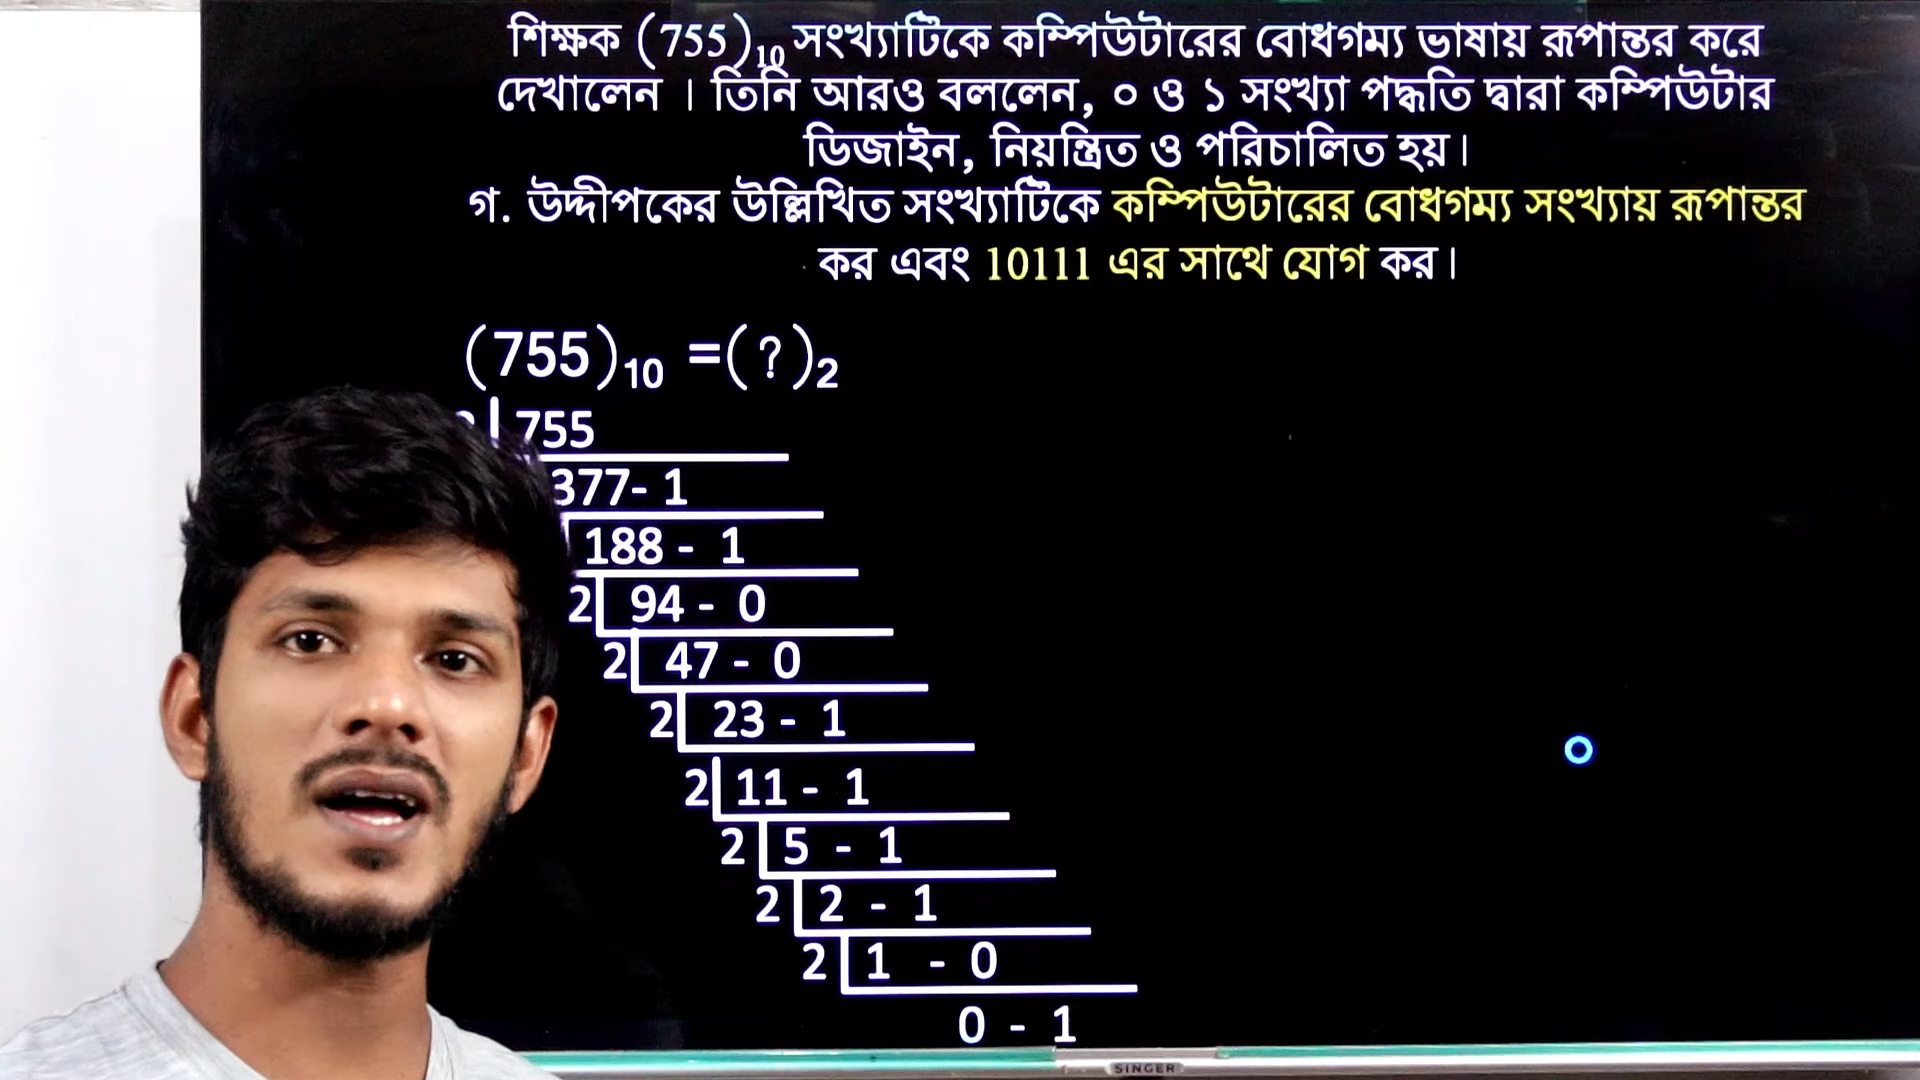 শিক্ষক (755)₁₀ সংখ্যাটিকে কম্পিউটারের বোধগম্য ভাষায় রূপান্তর করে
দেখালেন । তিনি আরও বললেন, ০ ও ১ সংখ্যা পদ্ধতি দ্বারা কম্পিউটার
ডিজাইন, নিয়ন্ত্রিত ও পরিচালিত হয়।
গ. উদ্দীপকের উল্লিখিত সংখ্যাটিকে কম্পিউটারের বোধগম্য সংখ্যায় রূপান্তর
কর এবং 10111 এর সাথে যোগ কর।
(755)₁₀ =(?)₂
755
377- 1
188 - 1
2 94 - 0
2 47 - 0
2 23 - 1
2 11 - 1
2 5 - 1
2 2 - 1
2 1 - 0
0 - 1
SINGER